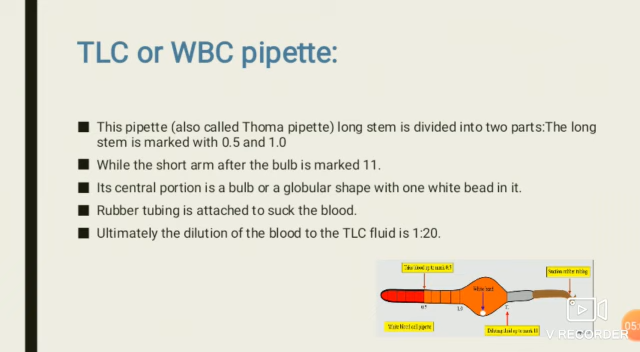 TLC or WBC pipette:
■ This pipette (also called Thoma pipette) long stem is divided into two parts:The long
stem is marked with 0.5 and 1.0
■ While the short arm after the bulb is marked 11.
■ Its central portion is a bulb or a globular shape with one white bead in it.
■ Rubber tubing is attached to suck the blood.
■ Ultimately the dilution of the blood to the TLC fluid is 1:20.
White bead
0.5
1.0
White blood cell pipette
V RECORDER